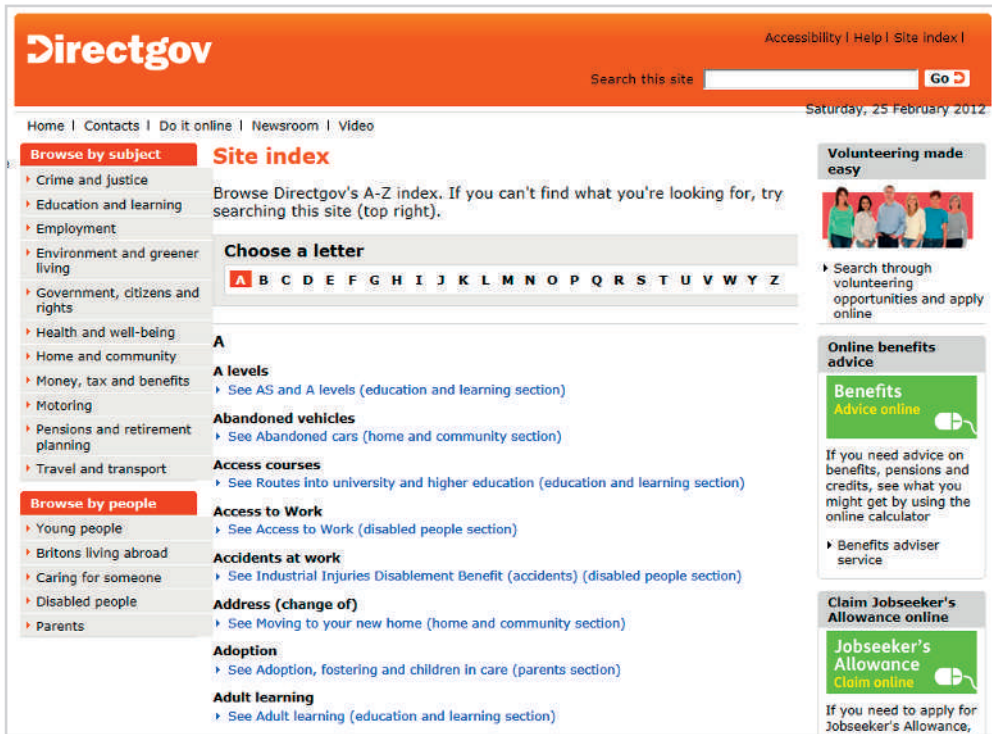 Directgov
Accessibility | Help | Site index |
Search this site
Go
Saturday, 25 February 2012
Home | Contacts | Do it online | Newsroom | Video
Browse by subject
Crime and justice
Education and learning
Employment
Environment and greener
living
Government, citizens and
rights
Health and well-being
Home and community
Money, tax and benefits
Motoring
Pensions and retirement
planning
Travel and transport
Browse by people
Young people
Britons living abroad
Caring for someone
Disabled people
Parents
Site index
Browse Directgov's A-Z index. If you can't find what you're looking for, try
searching this site (top right).
Choose a letter
A B C D E F G H I J K L M N O P Q R S T U V W Y Z
A
A levels
See AS and A levels (education and learning section)
Abandoned vehicles
See Abandoned cars (home and community section)
Access courses
See Routes into university and higher education (education and learning section)
Access to Work
See Access to Work (disabled people section)
Accidents at work
See Industrial Injuries Disablement Benefit (accidents) (disabled people section)
Address (change of)
See Moving to your new home (home and community section)
Adoption
See Adoption, fostering and children in care (parents section)
Adult learning
See Adult learning (education and learning section)
Volunteering made
easy
Search through
volunteering
opportunities and apply
online
Online benefits
advice
Benefits
Advice online
If you need advice on
benefits, pensions and
credits, see what you
might get by using the
online calculator
Benefits adviser
service
Claim Jobseeker's
Allowance online
Jobseeker's
Allowance
Claim online
If you need to apply for
Jobseeker's Allowance,